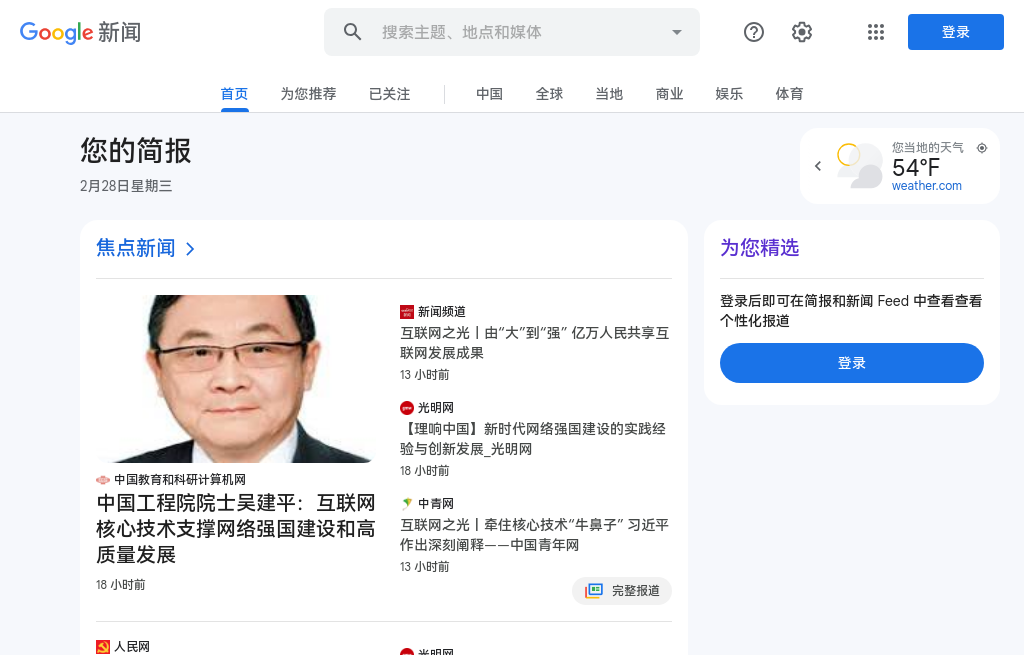 Google 新闻
搜索主题、地点和媒体
登录
首页 为您推荐 已关注 中国 全球 当地 商业 娱乐 体育
您的简报
2月28日星期三
您当地的天气
54°F
weather.com
焦点新闻
中国教育和科研计算机网
中国工程院院士吴建平：互联网
核心技术支撑网络强国建设和高
质量发展
18 小时前
新闻频道
互联网之光丨由“大”到“强” 亿万人民共享互
联网发展成果
13 小时前
光明网
【理响中国】新时代网络强国建设的实践经
验与创新发展_光明网
18 小时前
中青网
互联网之光丨牵住核心技术“牛鼻子” 习近平
作出深刻阐释——中国青年网
13 小时前
完整报道
人民网
光明网
为您精选
登录后即可在简报和新闻 Feed 中查看查看
个性化报道
登录